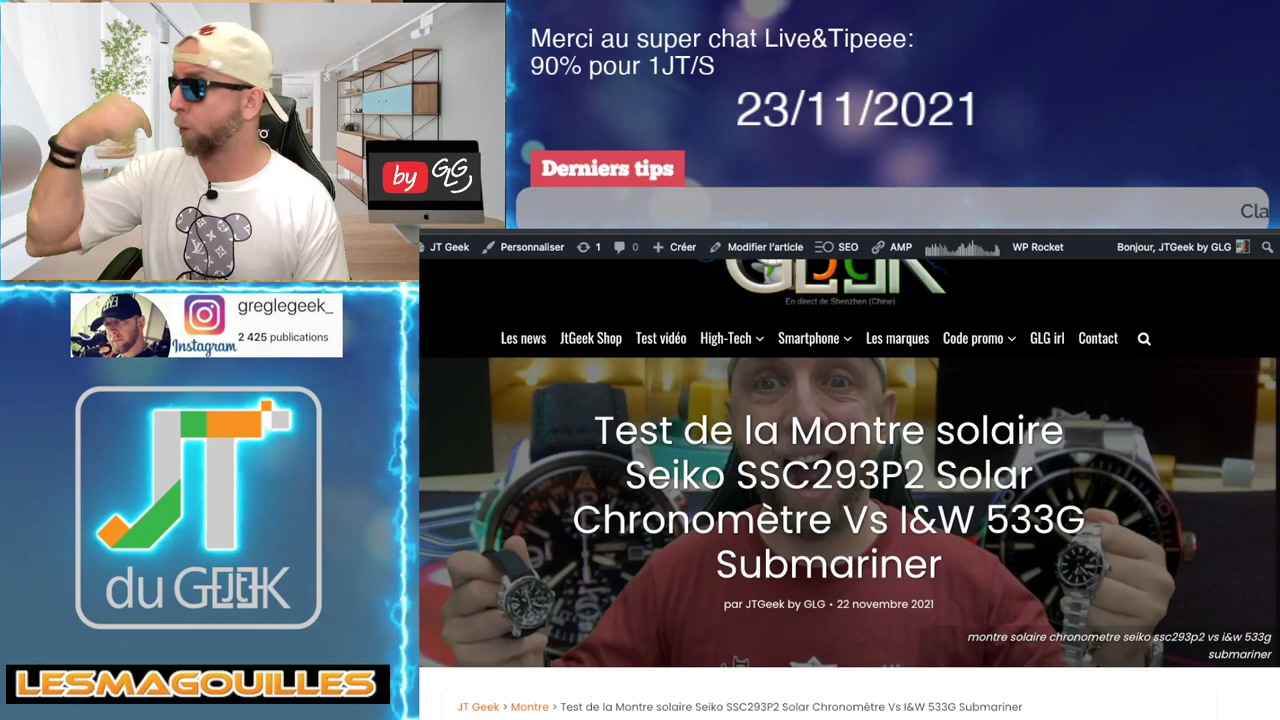 Merci au super chat Live&Tipeee:
90% pour 1JT/S
23/11/2021
Derniers tips
Cla
by GLG
JT Geek Personnaliser 1 0 Créer Modifier l'article SEO AMP WP Rocket Bonjour, JTGeek by GLG
GEEK
En direct de Shenzhen (Chine)
Les news JtGeek Shop Test vidéo High-Tech Smartphone Les marques Code promo GLG irl Contact
greglegeek_
2 425 publications
Instagram
JT
du GEEK
LESMAGOUILLES
Test de la Montre solaire
Seiko SSC293P2 Solar
Chronomètre Vs I&W 533G
Submariner
par JTGeek by GLG • 22 novembre 2021
montre solaire chronometre seiko ssc293p2 vs i&w 533g
submariner
JT Geek > Montre > Test de la Montre solaire Seiko SSC293P2 Solar Chronomètre Vs I&W 533G Submariner